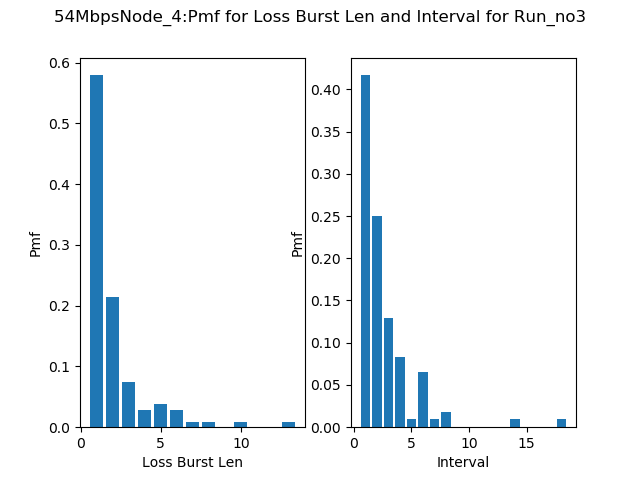 54MbpsNode_4:Pmf for Loss Burst Len and Interval for Run_no3
0.6
0.5
0.4
0.3
0.2
0.1
0.0
Pmf
0 5 10
Loss Burst Len
0.40
0.35
0.30
0.25
0.20
0.15
0.10
0.05
0.00
Pmf
0 5 10 15
Interval